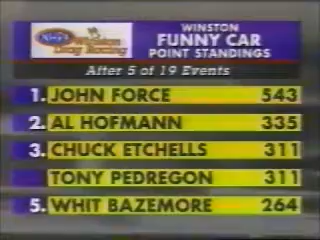 WINSTON
FUNNY CAR
POINT STANDINGS
After 5 of 19 Events
1. JOHN FORCE 543
2. AL HOFMANN 335
3. CHUCK ETCHELLS 311
TONY PEDREGON 311
5. WHIT BAZEMORE 264